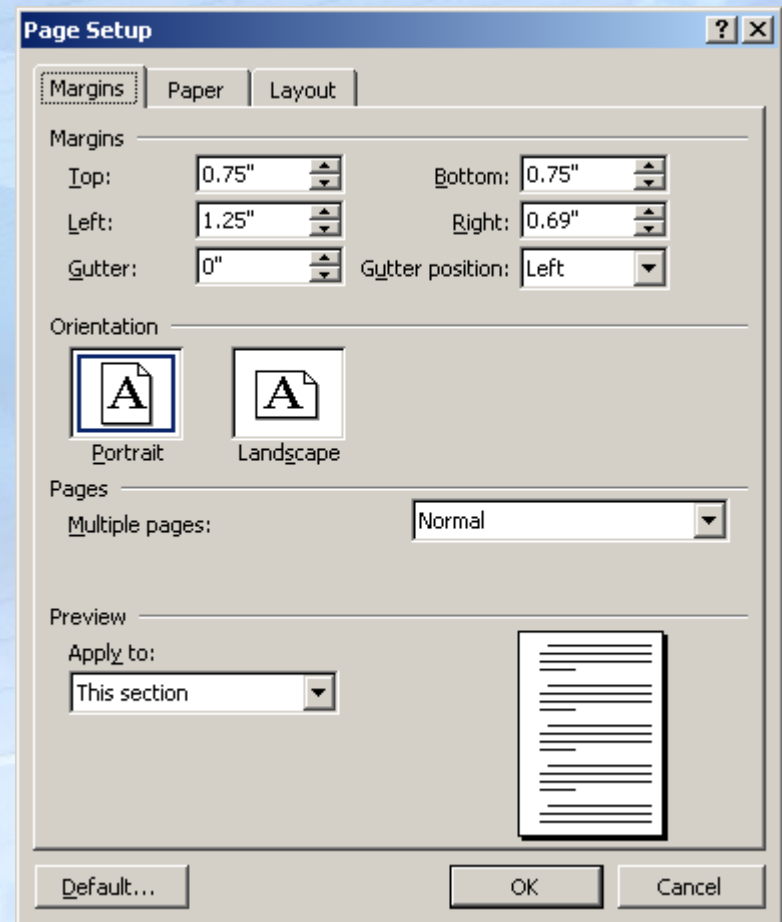 Page Setup
Margins Paper Layout
Margins
Top: 0.75" Bottom: 0.75"
Left: 1.25" Right: 0.69"
Gutter: 0" Gutter position: Left
Orientation
A A
Portrait Landscape
Pages
Multiple pages: Normal
Preview
Apply to:
This section
Default... OK Cancel